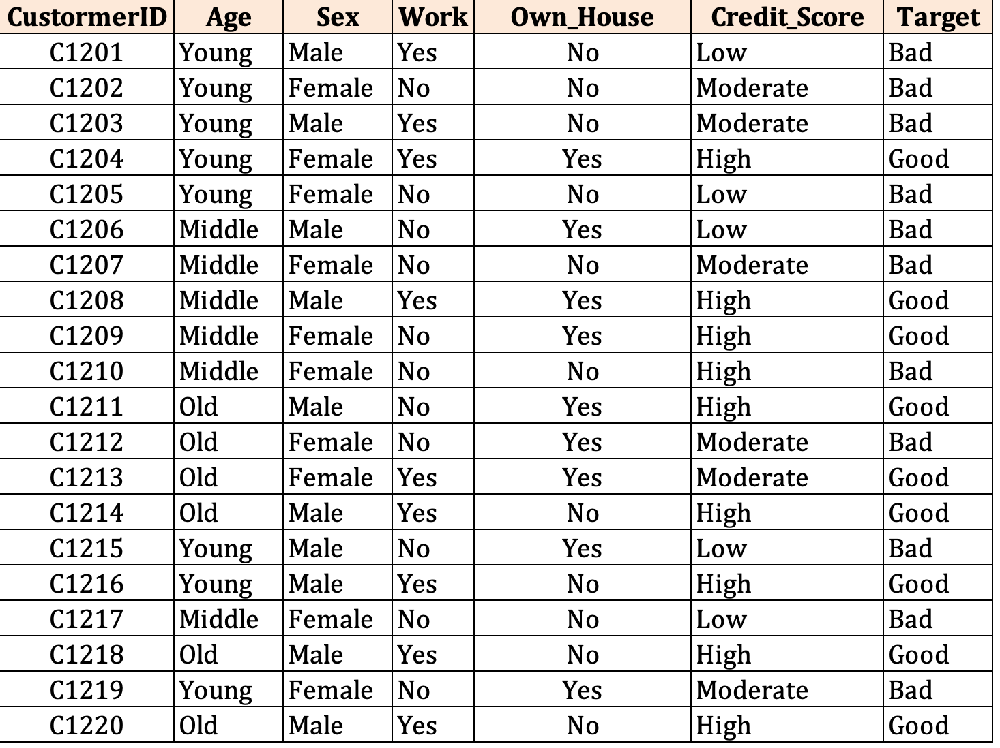 CustormerID Age Sex Work Own_House Credit_Score Target
C1201 Young Male Yes No Low Bad
C1202 Young Female No No Moderate Bad
C1203 Young Male Yes No Moderate Bad
C1204 Young Female Yes Yes High Good
C1205 Young Female No No Low Bad
C1206 Middle Male No Yes Low Bad
C1207 Middle Female No No Moderate Bad
C1208 Middle Male Yes Yes High Good
C1209 Middle Female No Yes High Good
C1210 Middle Female No No High Bad
C1211 Old Male No Yes High Good
C1212 Old Female No Yes Moderate Bad
C1213 Old Female Yes Yes Moderate Good
C1214 Old Male Yes No High Good
C1215 Young Male No Yes Low Bad
C1216 Young Male Yes No High Good
C1217 Middle Female No No Low Bad
C1218 Old Male Yes No High Good
C1219 Young Female No Yes Moderate Bad
C1220 Old Male Yes No High Good